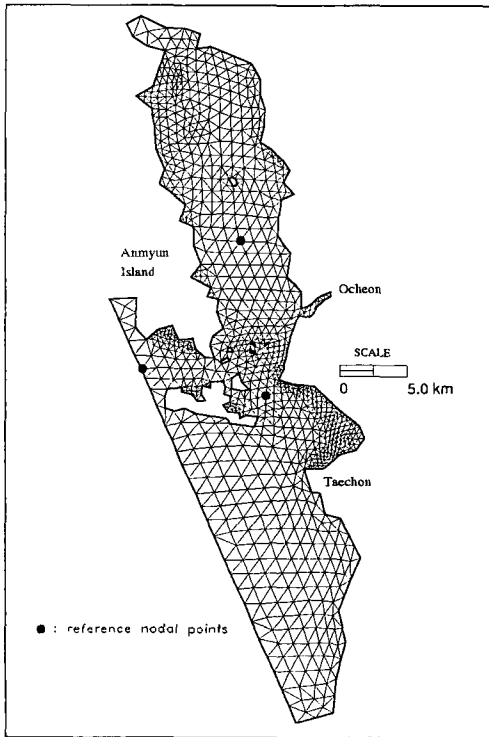 Anmyun
Island
Ocheon
SCALE
0 5.0 km
Taechon
● : reference nodal points